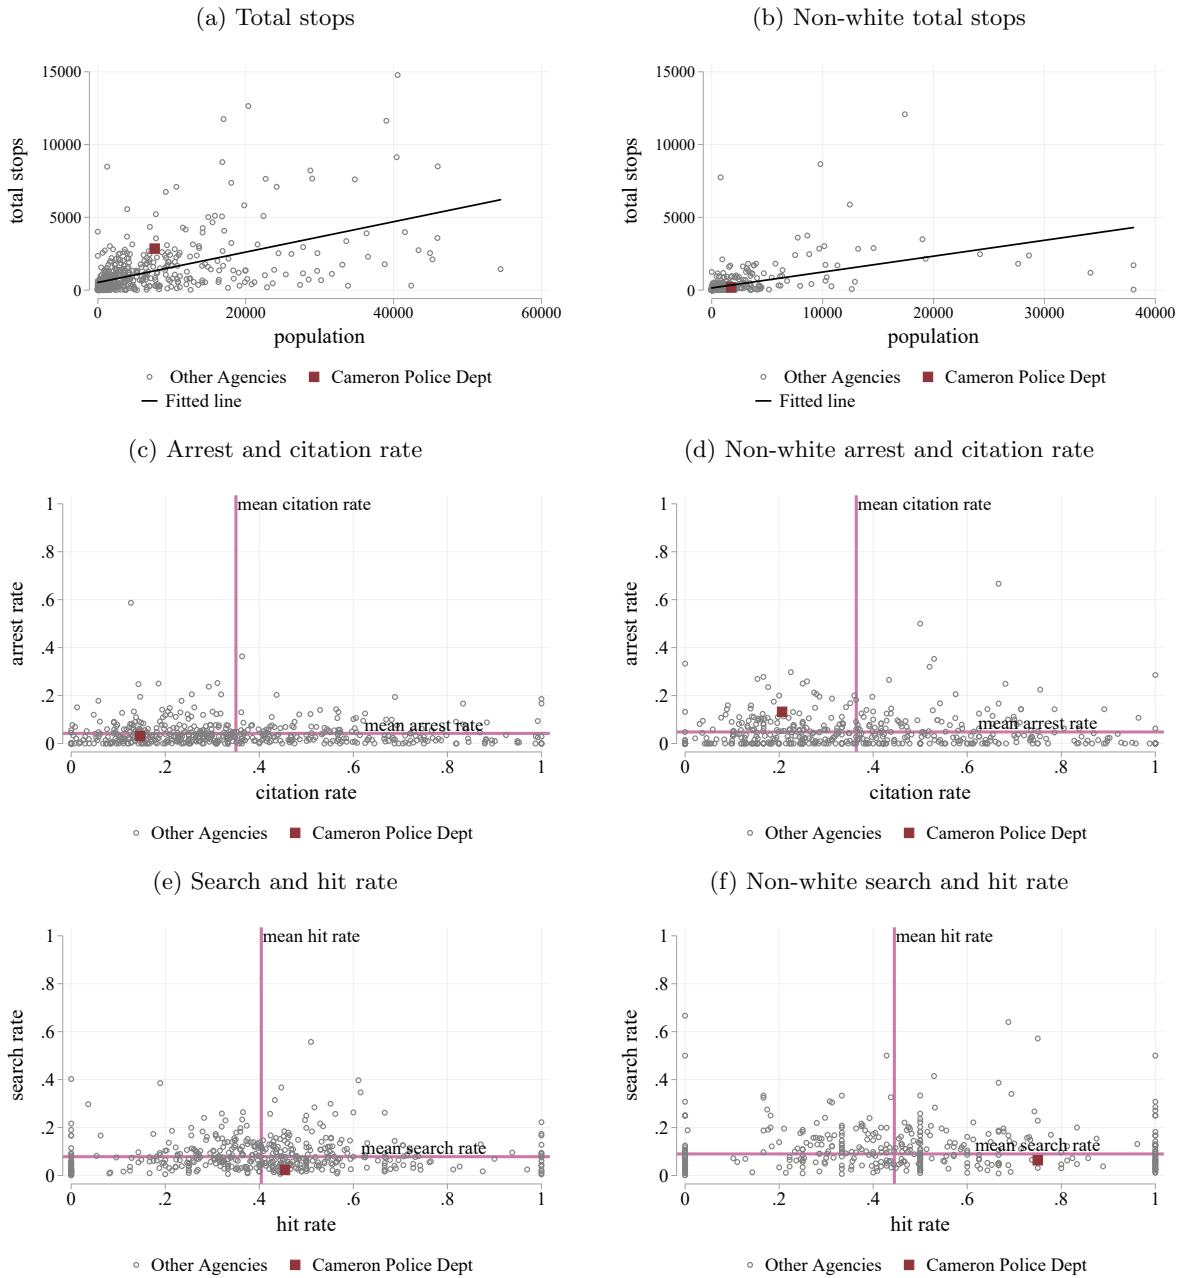 (a) Total stops
(b) Non-white total stops
total stops
15000
10000
5000
0
0
20000
40000
60000
population
Other Agencies
Cameron Police Dept
Fitted line
total stops
15000
10000
5000
0
0
10000
20000
30000
40000
population
Other Agencies
Cameron Police Dept
Fitted line
(c) Arrest and citation rate
(d) Non-white arrest and citation rate
arrest rate
1
.8
.6
.4
.2
0
mean citation rate
mean arrest rate
0
.2
.4
.6
.8
1
citation rate
Other Agencies
Cameron Police Dept
arrest rate
1
.8
.6
.4
.2
0
mean citation rate
mean arrest rate
0
.2
.4
.6
.8
1
citation rate
Other Agencies
Cameron Police Dept
(e) Search and hit rate
(f) Non-white search and hit rate
search rate
1
.8
.6
.4
.2
0
mean hit rate
mean search rate
0
.2
.4
.6
.8
1
hit rate
Other Agencies
Cameron Police Dept
search rate
1
.8
.6
.4
.2
0
mean hit rate
mean search rate
0
.2
.4
.6
.8
1
hit rate
Other Agencies
Cameron Police Dept